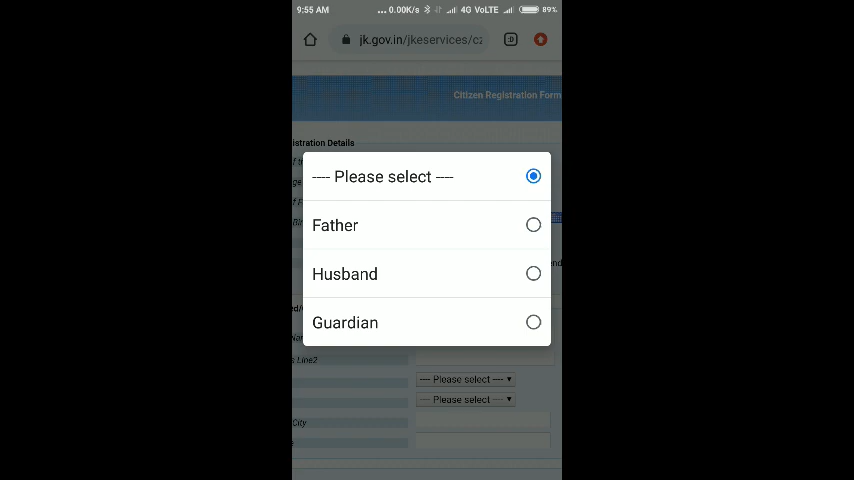 9:55 AM
... 0.00K/s 4G VoLTE 89%
jk.gov.in/jkeservices/cz
:D
Citizen Registration Form
istration Details
---- Please select ----
Father
Husband
Guardian
Line2
---- Please select ---- ▾
---- Please select ---- ▾
City